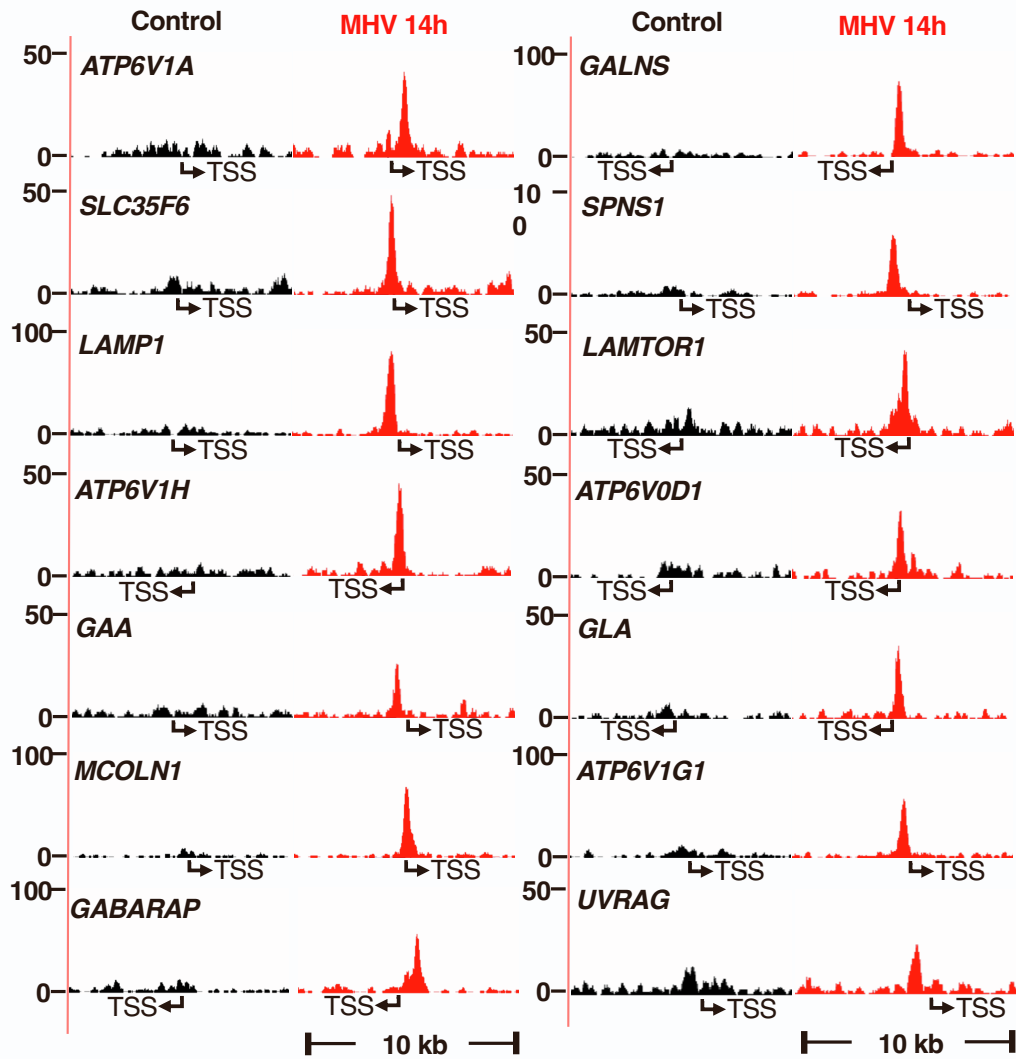 Control MHV 14h Control MHV 14h
50 ATP6V1A 100 GALNS
0 0
TSS TSS TSS TSS
50 SLC35F6 10 SPNS1
0
0 0
TSS TSS TSS TSS
100 LAMP1 50 LAMTOR1
0 0
TSS TSS TSS TSS
50 ATP6V1H 50 ATP6V0D1
0 0
TSS TSS TSS TSS
50 GAA 50 GLA
0 0
TSS TSS TSS TSS
100 MCOLN1 100 ATP6V1G1
0 0
TSS TSS TSS TSS
100 GABARAP 50 UVRAG
0 0
TSS TSS TSS TSS
10 kb 10 kb